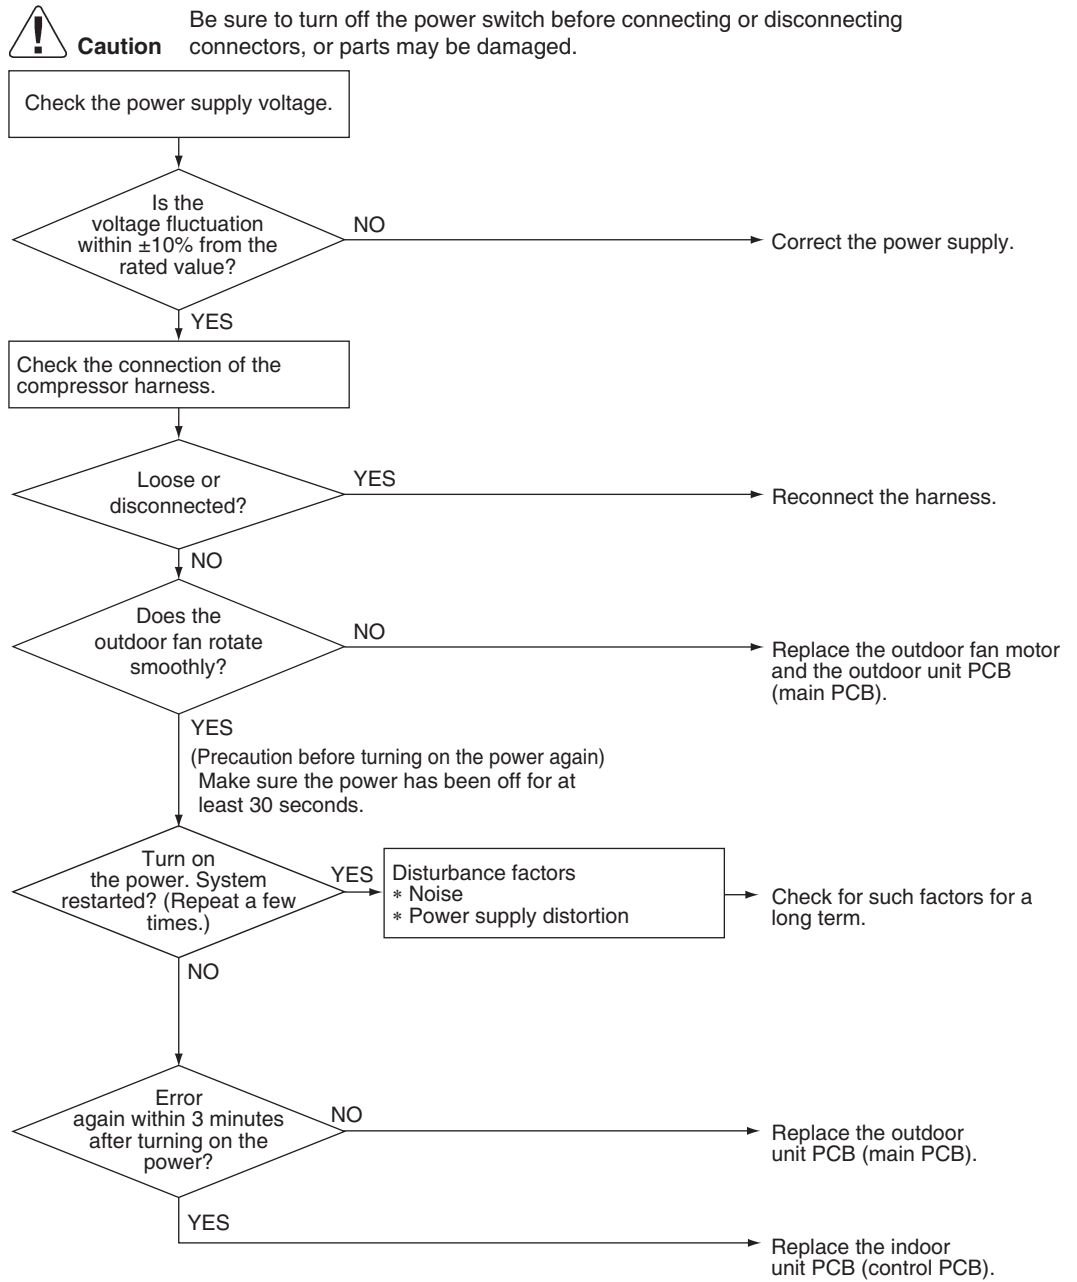 Be sure to turn off the power switch before connecting or disconnecting
Caution connectors, or parts may be damaged.
Check the power supply voltage.
Is the
voltage fluctuation
within ±10% from the
rated value?
NO
Correct the power supply.
YES
Check the connection of the
compressor harness.
Loose or
disconnected?
YES
Reconnect the harness.
NO
Does the
outdoor fan rotate
smoothly?
NO
Replace the outdoor fan motor
and the outdoor unit PCB
(main PCB).
YES
(Precaution before turning on the power again)
Make sure the power has been off for at
least 30 seconds.
Turn on
the power. System
restarted? (Repeat a few
times.)
YES
Disturbance factors
∗ Noise
∗ Power supply distortion
Check for such factors for a
long term.
NO
Error
again within 3 minutes
after turning on the
power?
NO
Replace the outdoor
unit PCB (main PCB).
YES
Replace the indoor
unit PCB (control PCB).